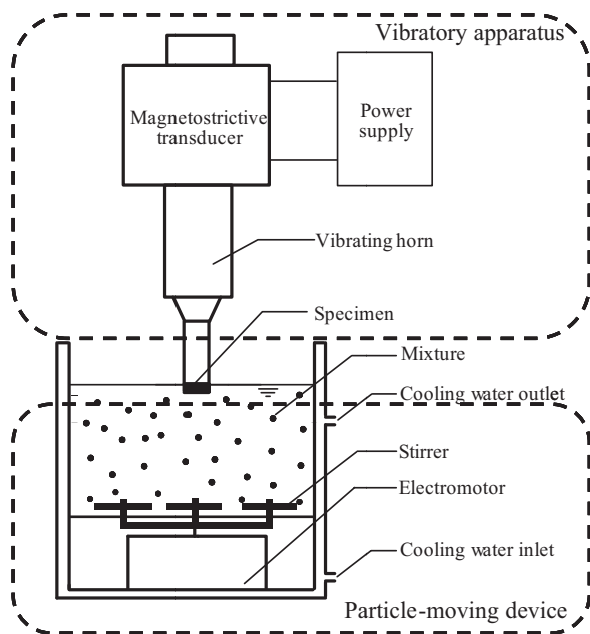 Vibratory apparatus
Magnetostrictive
transducer
Power
supply
Vibrating horn
Specimen
Mixture
Cooling water outlet
Stirrer
Electromotor
Cooling water inlet
Particle-moving device